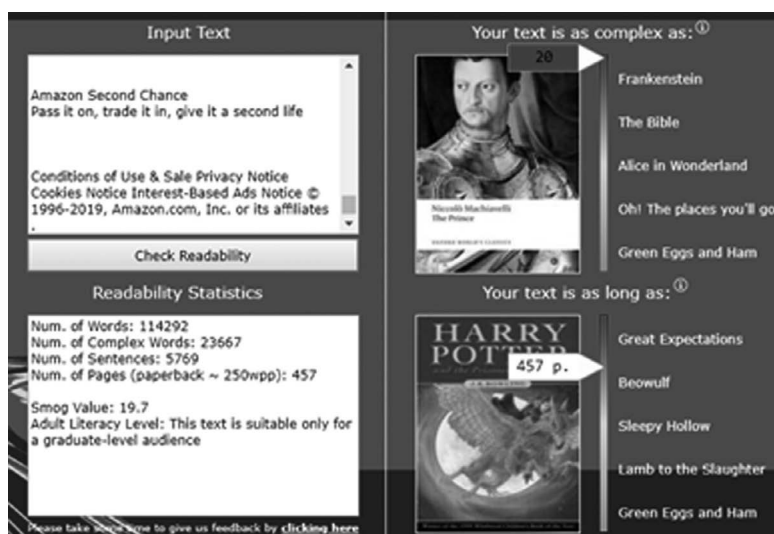 Input Text
Amazon Second Chance
Pass it on, trade it in, give it a second life
Conditions of Use & Sale Privacy Notice
Cookies Notice Interest-Based Ads Notice ©
1996-2019, Amazon.com, Inc. or its affiliates
.
Check Readability
Readability Statistics
Num. of Words: 114292
Num. of Complex Words: 23667
Num. of Sentences: 5769
Num. of Pages (paperback ~ 250wpp): 457
Smog Value: 19.7
Adult Literacy Level: This text is suitable only for
a graduate-level audience
Please take some time to give us feedback by clicking here
Your text is as complex as:
20
Niccolò Machiavelli
The Prince
OXFORD WORLD'S CLASSICS
Frankenstein
The Bible
Alice in Wonderland
Oh! The places you'll go
Green Eggs and Ham
Your text is as long as:
HARRY
POTTER
457 p.
J.K. ROWLING
Great Expectations
Beowulf
Sleepy Hollow
Lamb to the Slaughter
Green Eggs and Ham